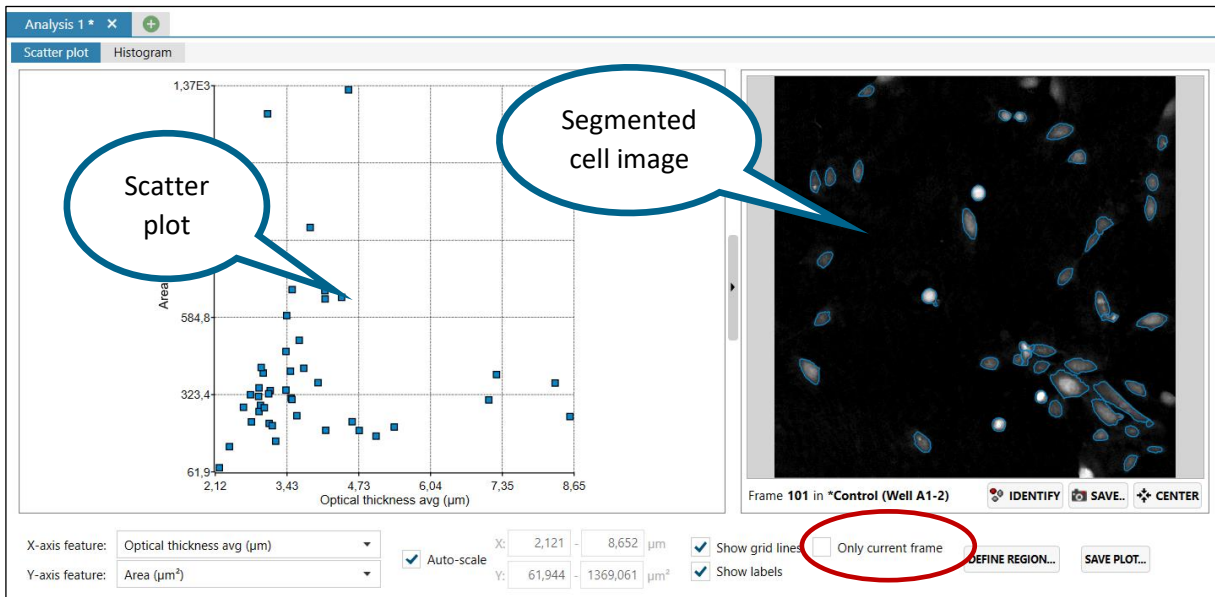 Analysis 1 * ×
Scatter plot Histogram
1,37E3
584,8
323,4
61,9
Area
2,12 3,43 4,73 6,04 7,35 8,65
Optical thickness avg (µm)
Scatter
plot
Segmented
cell image
Frame 101 in *Control (Well A1-2) IDENTIFY SAVE.. CENTER
X-axis feature: Optical thickness avg (µm) Auto-scale X: 2,121 - 8,652 µm Show grid lines Only current frame DEFINE REGION... SAVE PLOT...
Y-axis feature: Area (µm²) Y: 61,944 - 1369,061 µm² Show labels